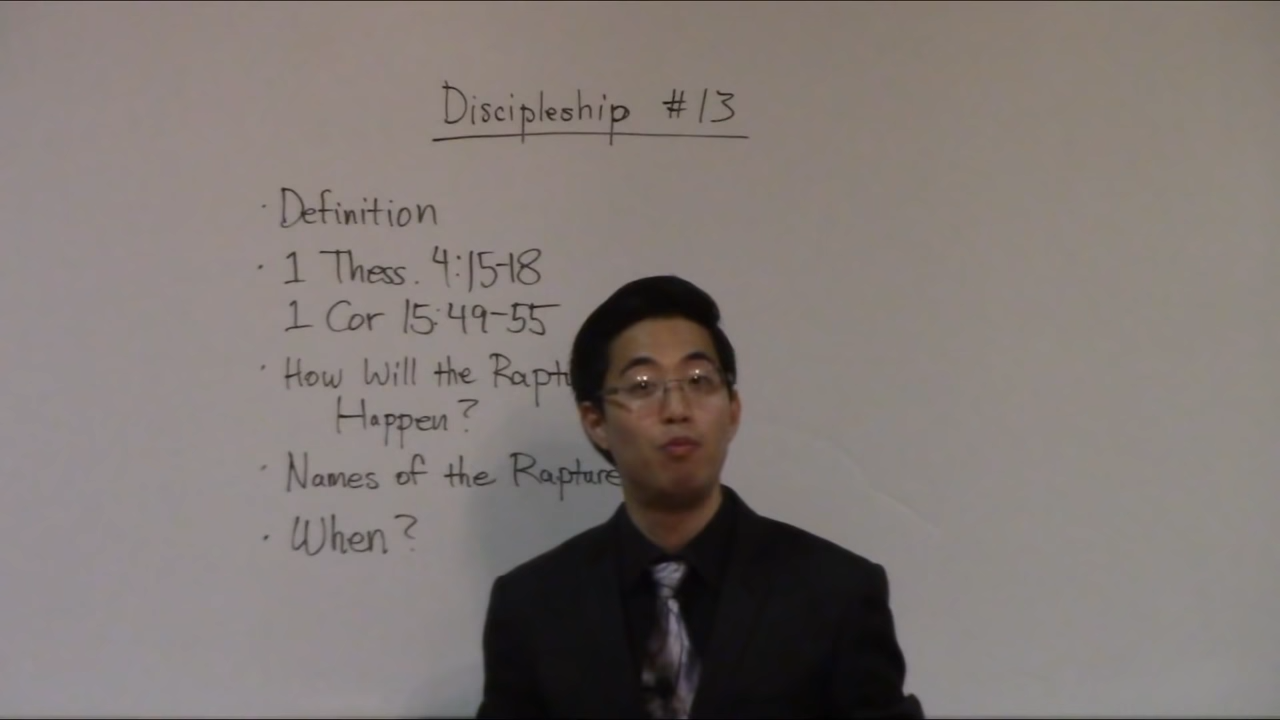 Discipleship #13
· Definition
· 1 Thess. 4:15-18
1 Cor 15:49-55
· How Will the
Happen?
· Names of the Rapture
· When?